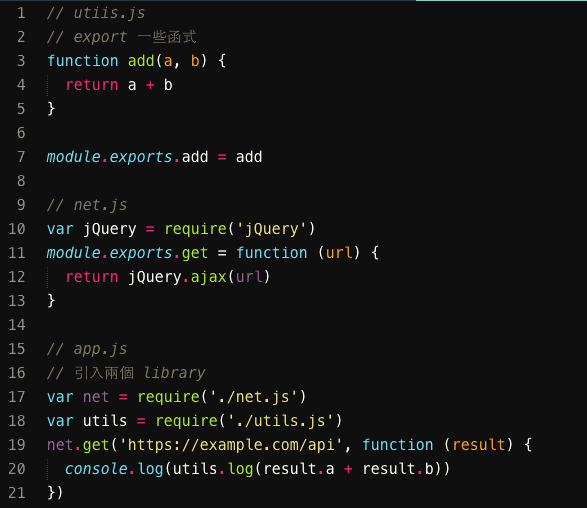 1 // utiis.js
2 // export 一些函式
3 function add(a, b) {
4 return a + b
5 }
6
7 module.exports.add = add
8
9 // net.js
10 var jQuery = require('jQuery')
11 module.exports.get = function (url) {
12 return jQuery.ajax(url)
13 }
14
15 // app.js
16 // 引入兩個 library
17 var net = require('./net.js')
18 var utils = require('./utils.js')
19 net.get('https://example.com/api', function (result) {
20 console.log(utils.log(result.a + result.b))
21 })